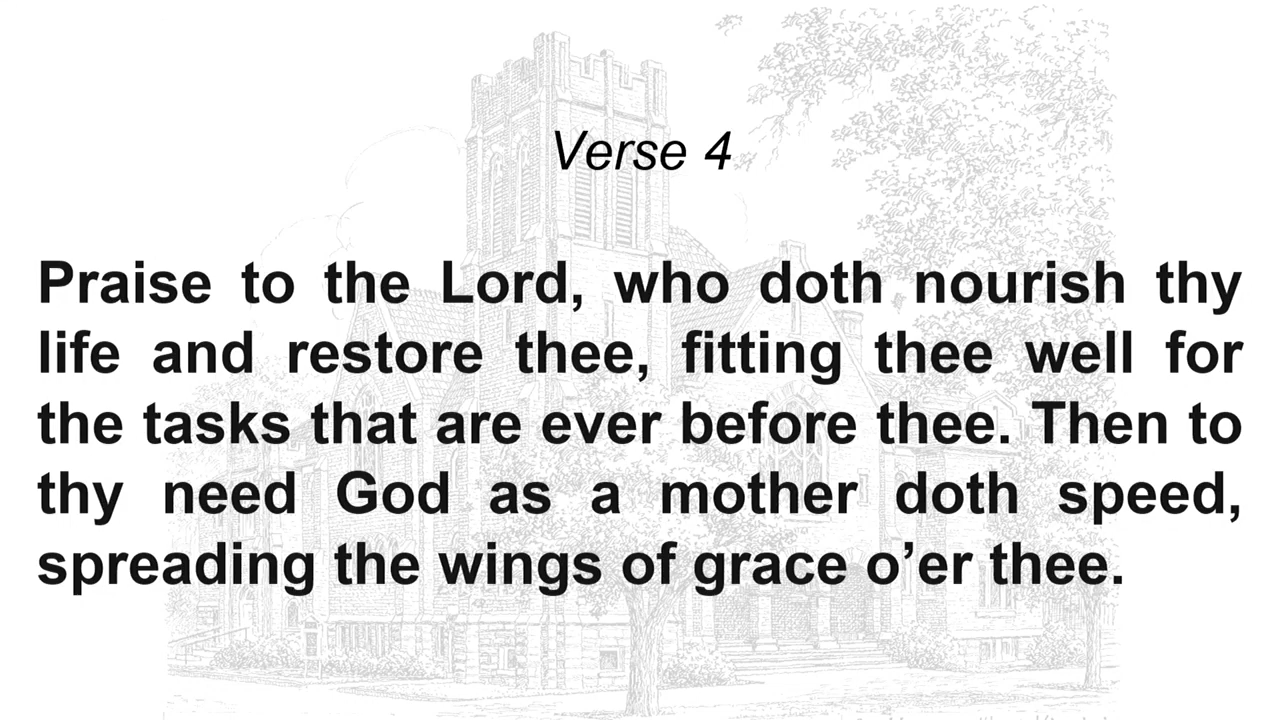 Verse 4
Praise to the Lord, who doth nourish thy
life and restore thee, fitting thee well for
the tasks that are ever before thee. Then to
thy need God as a mother doth speed,
spreading the wings of grace o’er thee.